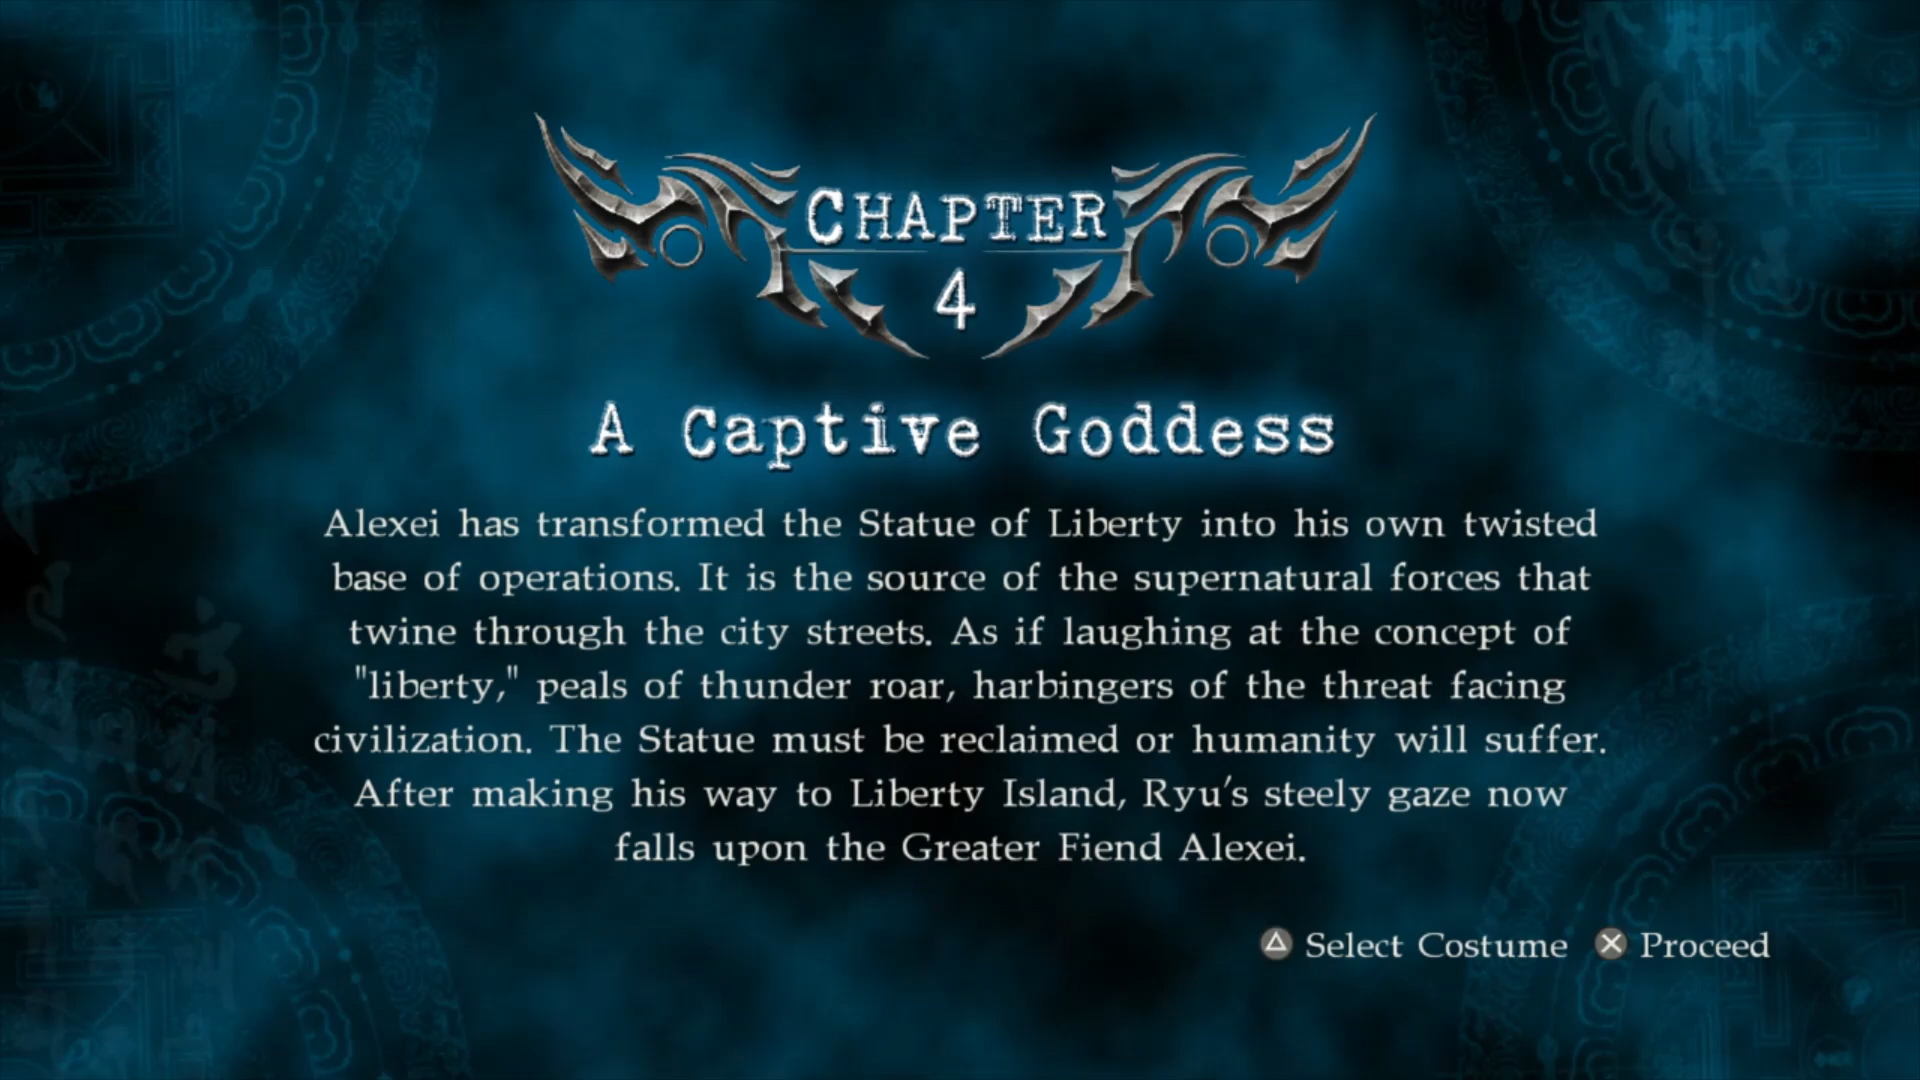 CHAPTER
4
A Captive Goddess
Alexei has transformed the Statue of Liberty into his own twisted
base of operations. It is the source of the supernatural forces that
twine through the city streets. As if laughing at the concept of
"liberty," peals of thunder roar, harbingers of the threat facing
civilization. The Statue must be reclaimed or humanity will suffer.
After making his way to Liberty Island, Ryu's steely gaze now
falls upon the Greater Fiend Alexei.
Select Costume Proceed